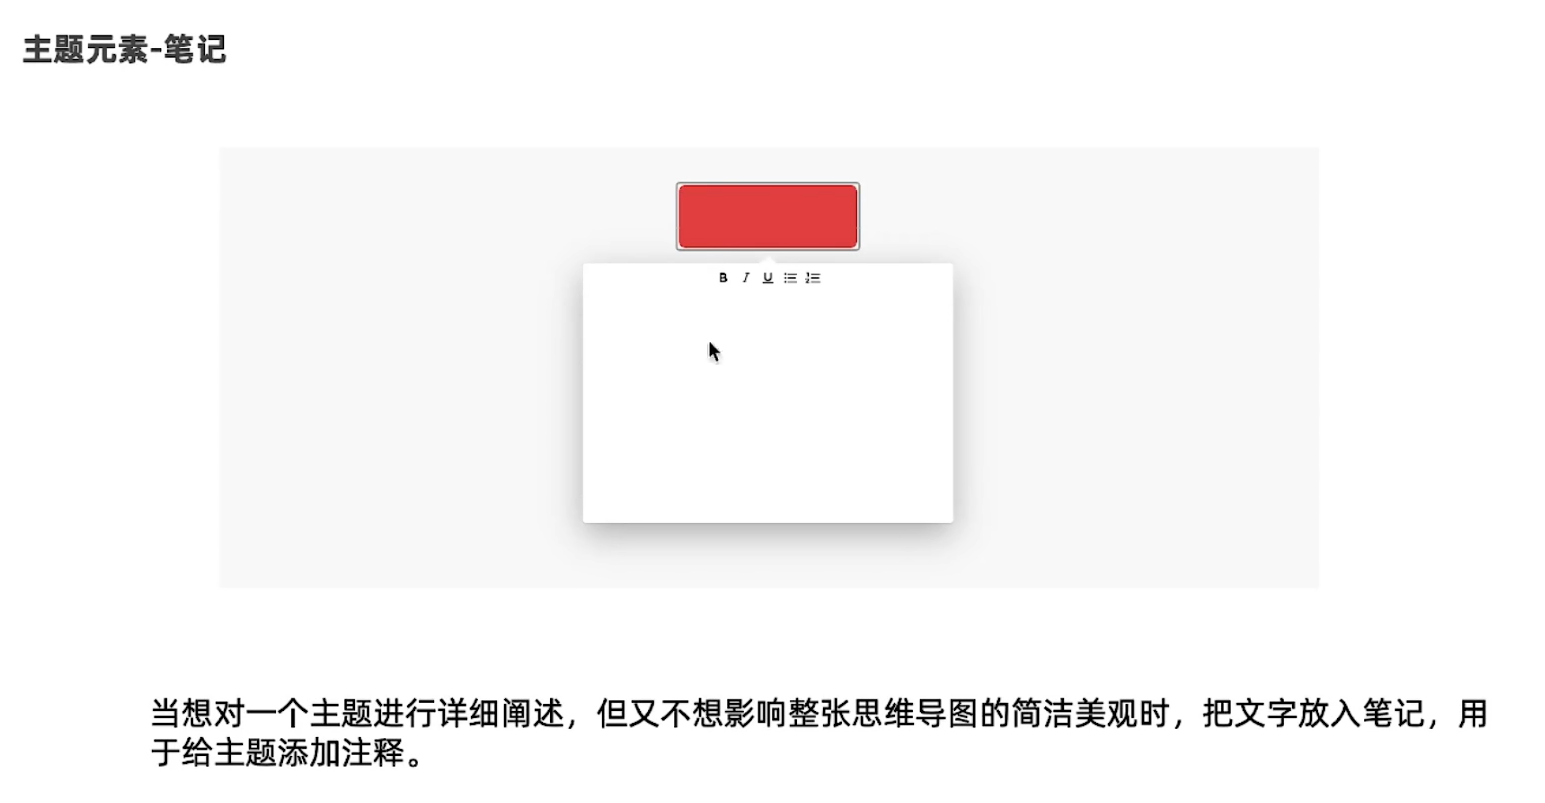 主题元素-笔记
B I U
当想对一个主题进行详细阐述，但又不想影响整张思维导图的简洁美观时，把文字放入笔记，用
于给主题添加注释。